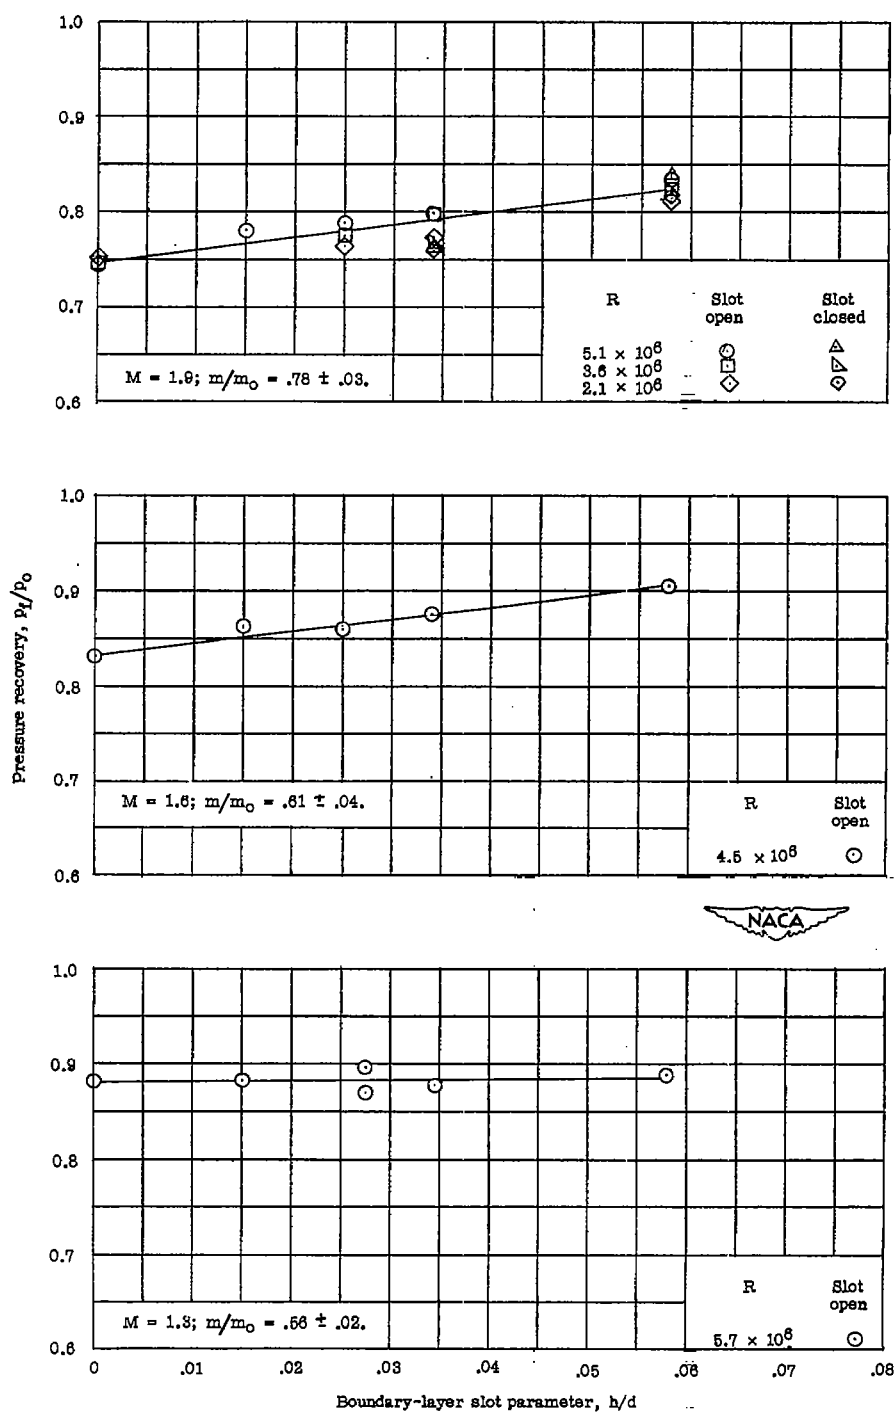 1.0
0.9
0.8
0.7
0.6
R Slot open Slot closed
5.1 × 10⁶
3.6 × 10⁶
2.1 × 10⁶
M = 1.9; m/m₀ = .78 ± .03.
Pressure recovery, p_f/p₀
1.0
0.9
0.8
0.7
0.6
M = 1.6; m/m₀ = .61 ± .04.
R Slot open
4.5 × 10⁶
NACA
1.0
0.9
0.8
0.7
0.6
M = 1.3; m/m₀ = .56 ± .02.
R Slot open
5.7 × 10⁶
0 .01 .02 .03 .04 .05 .06 .07 .08
Boundary-layer slot parameter, h/d